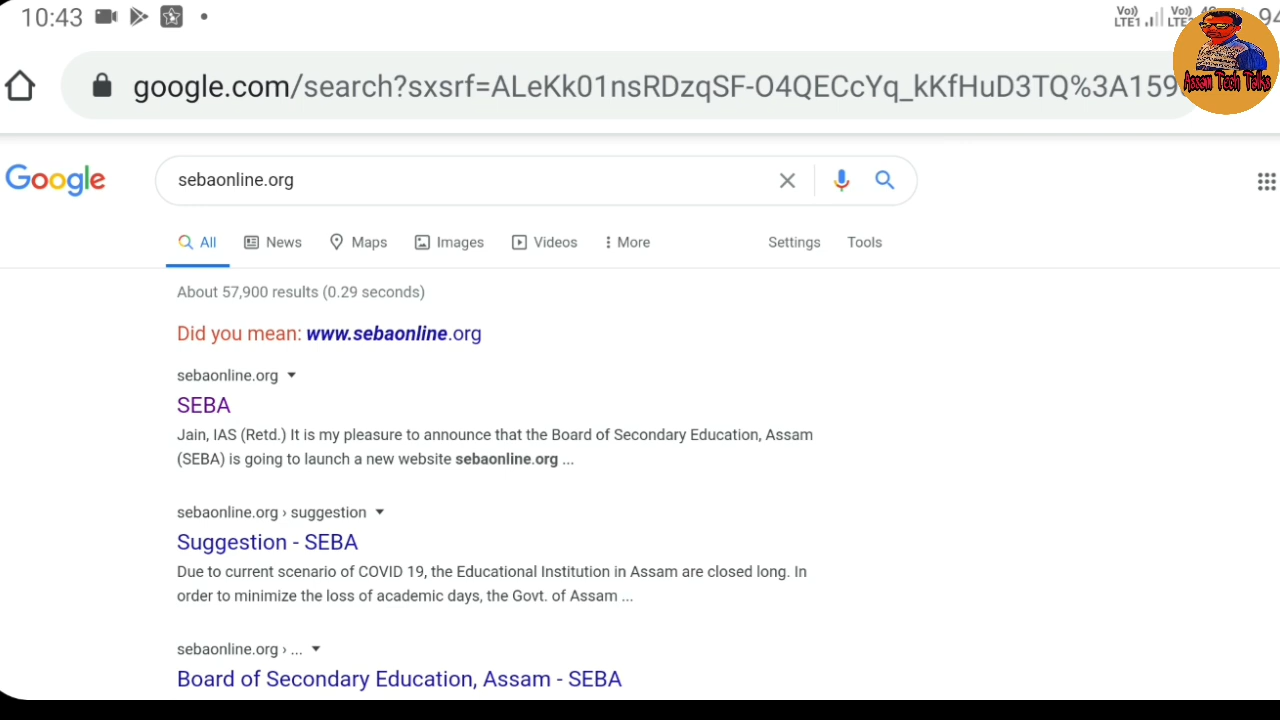 10:43
Vo)) LTE1
google.com/search?sxsrf=ALeKk01nsRDzqSF-O4QECcYq_kKfHuD3TQ%3A159
Assam Tech Talks
Google
sebaonline.org
All News Maps Images Videos More Settings Tools
About 57,900 results (0.29 seconds)
Did you mean: www.sebaonline.org
sebaonline.org
SEBA
Jain, IAS (Retd.) It is my pleasure to announce that the Board of Secondary Education, Assam
(SEBA) is going to launch a new website sebaonline.org ...
sebaonline.org › suggestion
Suggestion - SEBA
Due to current scenario of COVID 19, the Educational Institution in Assam are closed long. In
order to minimize the loss of academic days, the Govt. of Assam ...
sebaonline.org › ...
Board of Secondary Education, Assam - SEBA